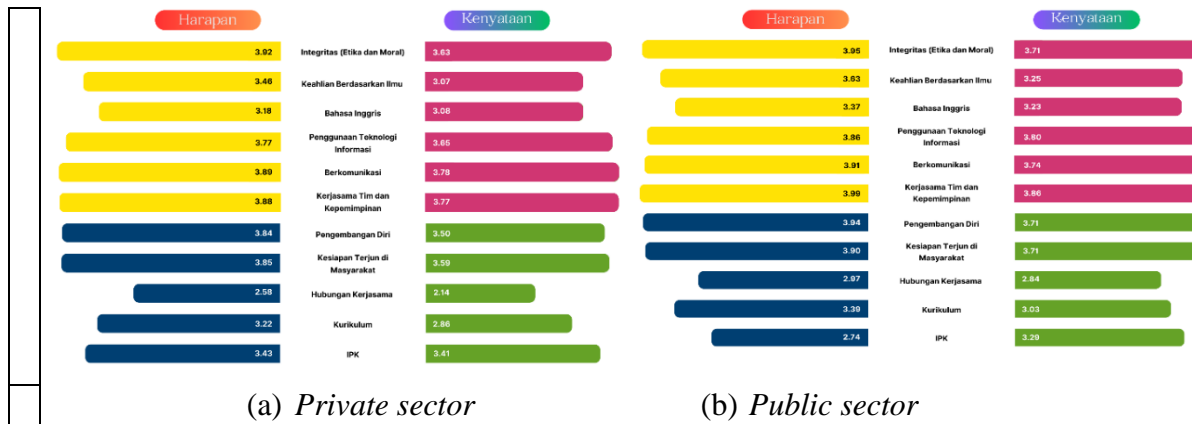 Harapan Kenyataan
3.92 Integritas (Etika dan Moral) 3.63
3.46 Keahlian Berdasarkan Ilmu 3.07
3.18 Bahasa Inggris 3.08
3.77 Penggunaan Teknologi Informasi 3.65
3.89 Berkomunikasi 3.78
3.88 Kerjasama Tim dan Kepemimpinan 3.77
3.84 Pengembangan Diri 3.50
3.85 Kesiapan Terjun di Masyarakat 3.59
2.58 Hubungan Kerjasama 2.14
3.22 Kurikulum 2.86
3.43 IPK 3.41
(a) Private sector
Harapan Kenyataan
3.95 Integritas (Etika dan Moral) 3.71
3.63 Keahlian Berdasarkan Ilmu 3.25
3.37 Bahasa Inggris 3.23
3.86 Penggunaan Teknologi Informasi 3.80
3.91 Berkomunikasi 3.74
3.99 Kerjasama Tim dan Kepemimpinan 3.86
3.94 Pengembangan Diri 3.71
3.90 Kesiapan Terjun di Masyarakat 3.71
2.97 Hubungan Kerjasama 2.84
3.39 Kurikulum 3.03
2.74 IPK 3.29
(b) Public sector